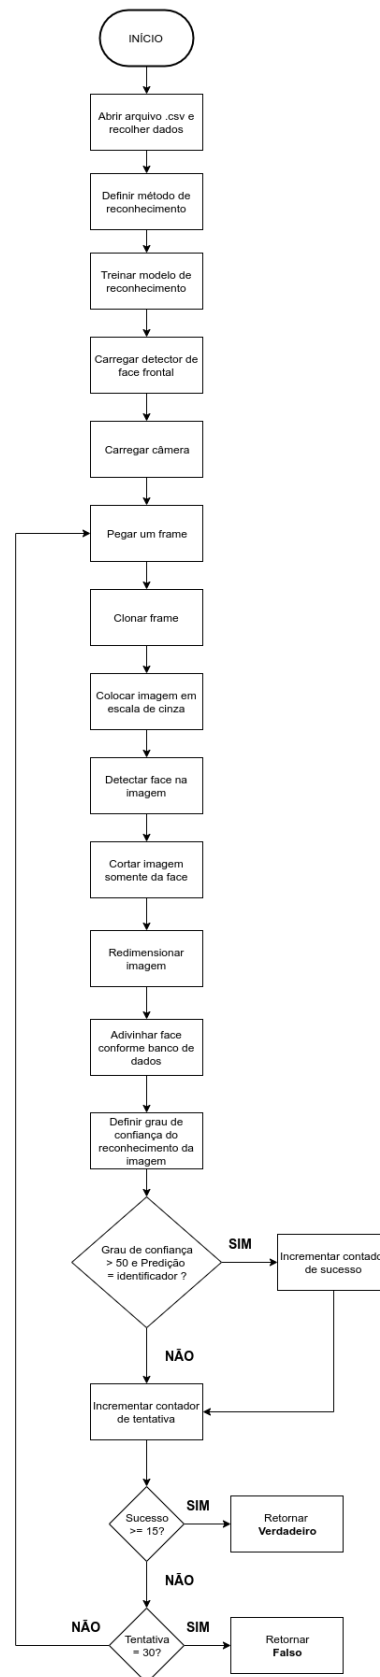 INÍCIO
Abrir arquivo .csv e
recolher dados
Definir método de
reconhecimento
Treinar modelo de
reconhecimento
Carregar detector de
face frontal
Carregar câmera
Pegar um frame
Clonar frame
Colocar imagem em
escala de cinza
Detectar face na
imagem
Cortar imagem
somente da face
Redimensionar
imagem
Adivinhar face
conforme banco de
dados
Definir grau de
confiança do
reconhecimento da
imagem
Grau de confiança
> 50 e Predição
= identificador ?
SIM
Incrementar contador
de sucesso
NÃO
Incrementar contador
de tentativa
Sucesso
>= 15?
SIM
Retornar
Verdadeiro
NÃO
NÃO
Tentativa
= 30?
SIM
Retornar
Falso